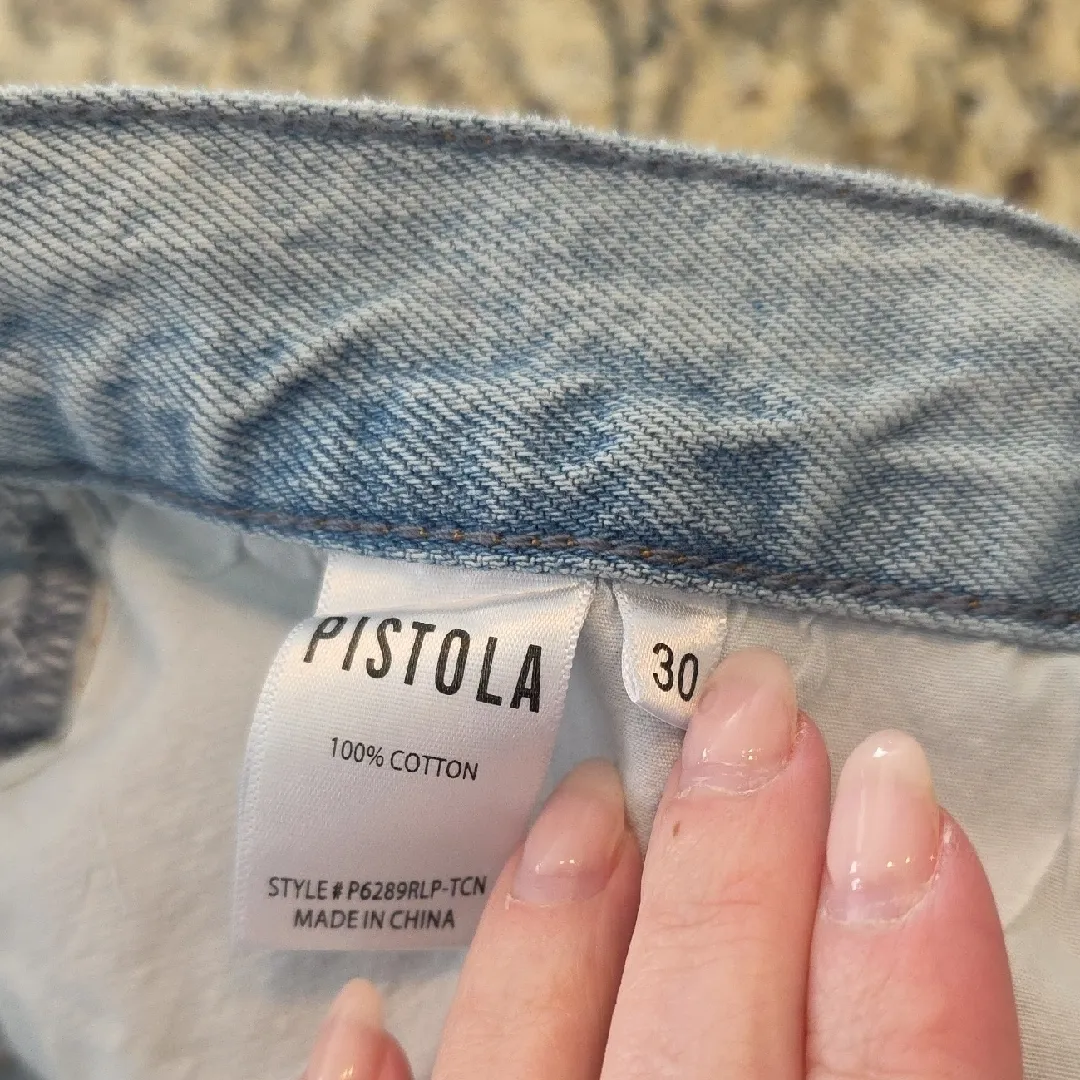 PISTOLA
30
100% COTTON
STYLE # P6289RLP-TCN
MADE IN CHINA